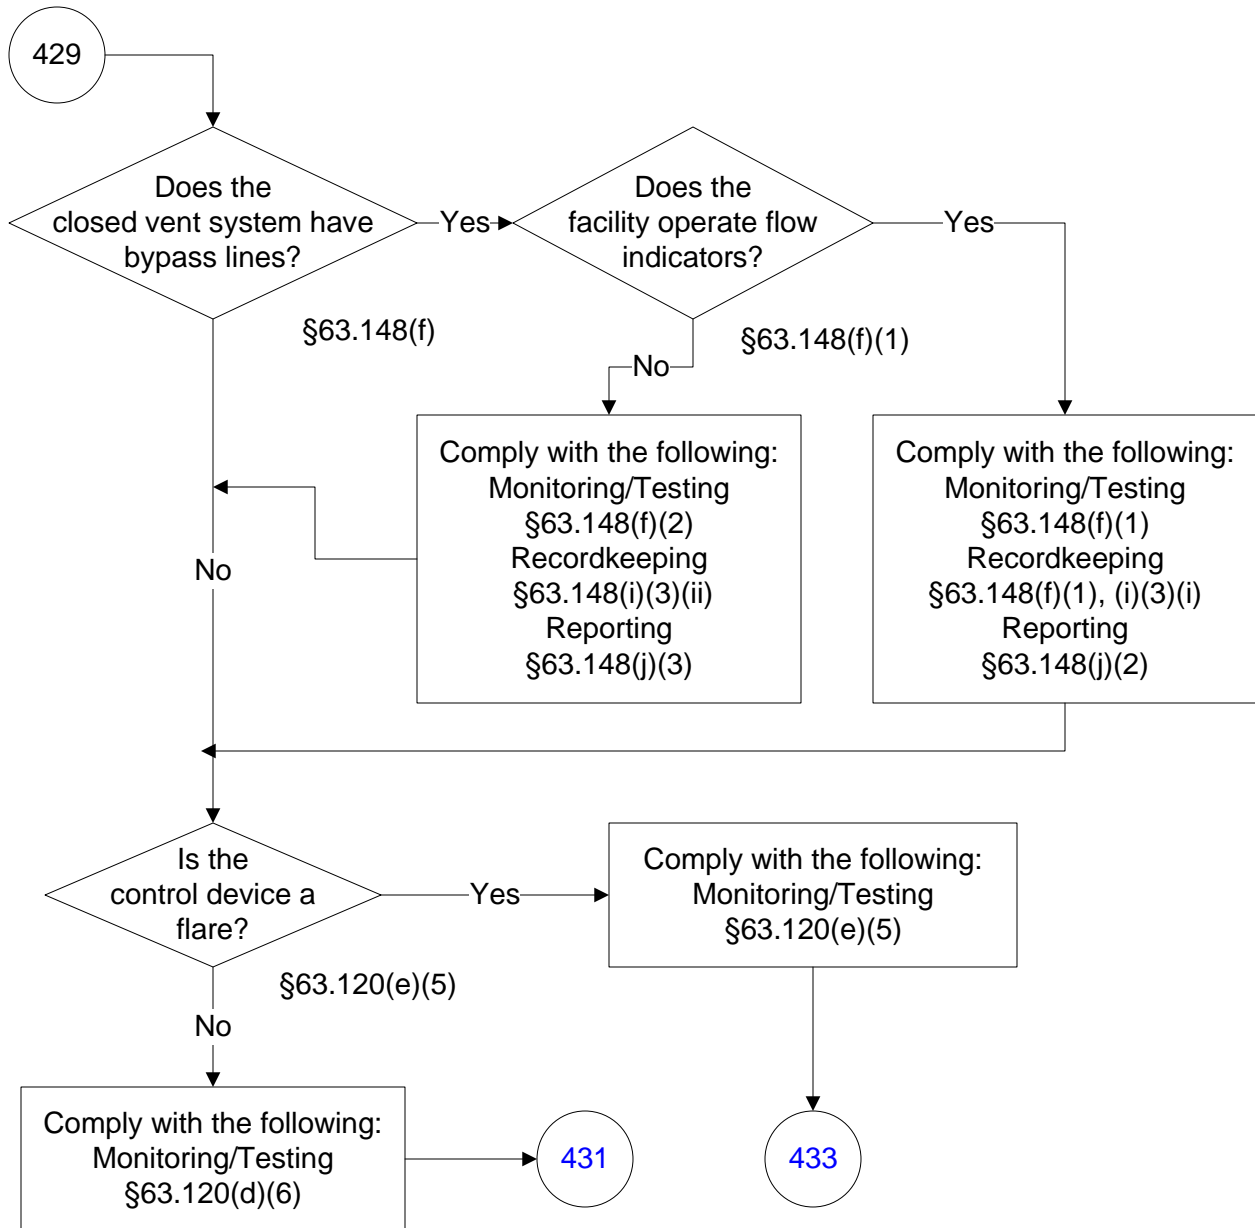 429
Does the
closed vent system have
bypass lines?
Yes
Does the
facility operate flow
indicators?
Yes
§63.148(f)
§63.148(f)(1)
No
Comply with the following:
Monitoring/Testing
§63.148(f)(2)
Recordkeeping
§63.148(i)(3)(ii)
Reporting
§63.148(j)(3)
Comply with the following:
Monitoring/Testing
§63.148(f)(1)
Recordkeeping
§63.148(f)(1), (i)(3)(i)
Reporting
§63.148(j)(2)
No
Is the
control device a
flare?
Yes
Comply with the following:
Monitoring/Testing
§63.120(e)(5)
§63.120(e)(5)
No
Comply with the following:
Monitoring/Testing
§63.120(d)(6)
431
433